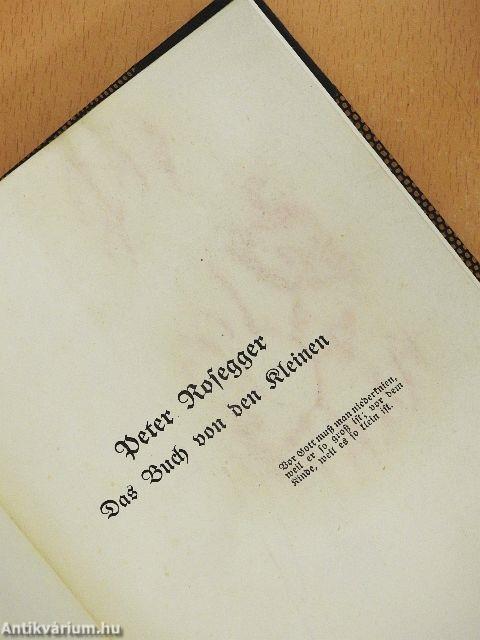 Peter Rosegger
Das Buch von den Kleinen
Vor Gott muß man niederknien,
weil er so groß ist, vor dem
Kinde, weil es so klein ist.
Antikvárium.hu